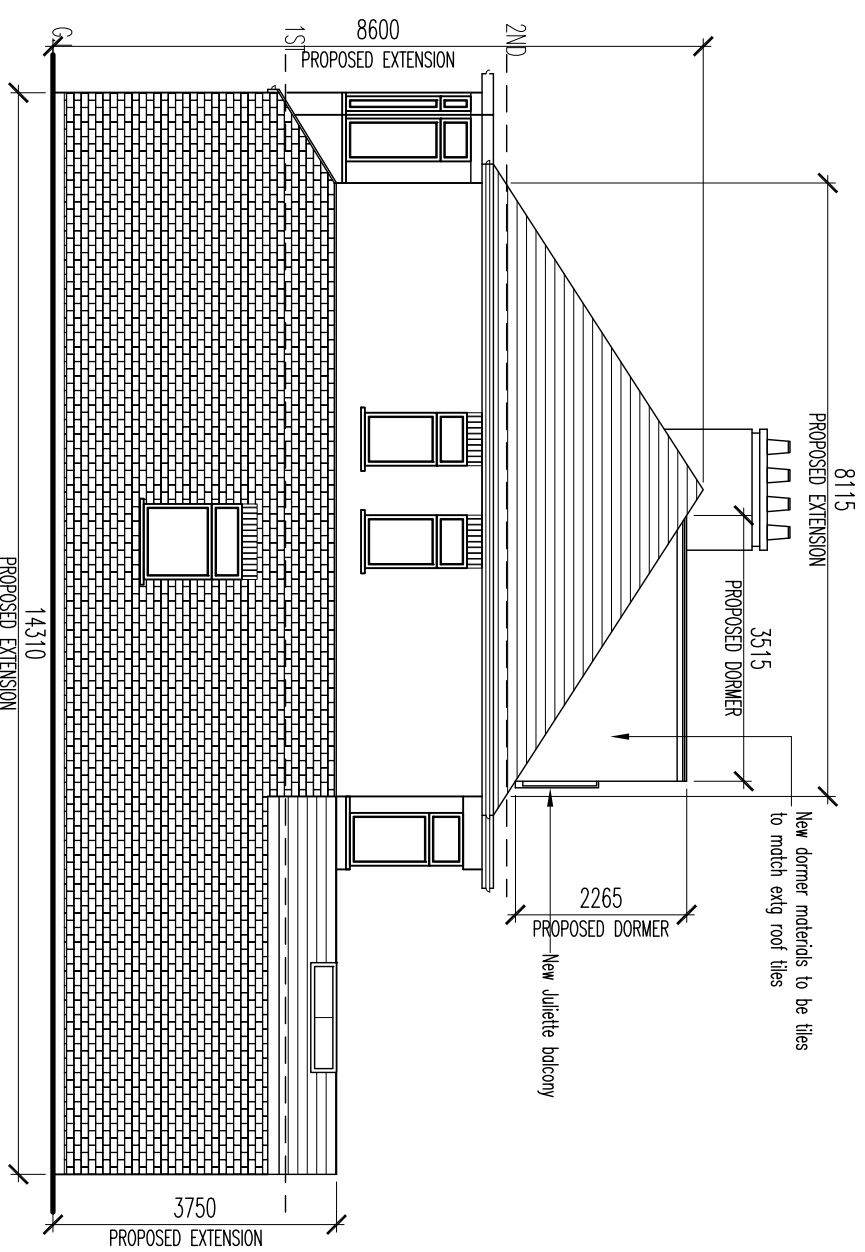 8600
PROPOSED EXTENSION
2ND
1ST
8115
PROPOSED EXTENSION
3515
PROPOSED DORMER
New dormer materials to be tiles
to match extg roof tiles
2265
PROPOSED DORMER
New Juliette balcony
14310
PROPOSED EXTENSION
3750
PROPOSED EXTENSION